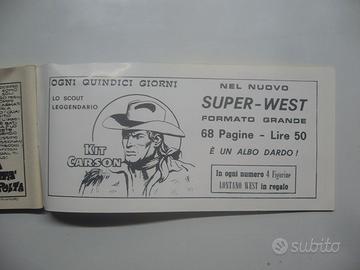 OGNI QUINDICI GIORNI
LO SCOUT
LEGGENDARIO
KIT
CARSON
NEL NUOVO
SUPER-WEST
FORMATO GRANDE
68 Pagine - Lire 50
È UN ALBO DARDO!
In ogni numero 4 Figurine
LONTANO WEST in regalo
subito